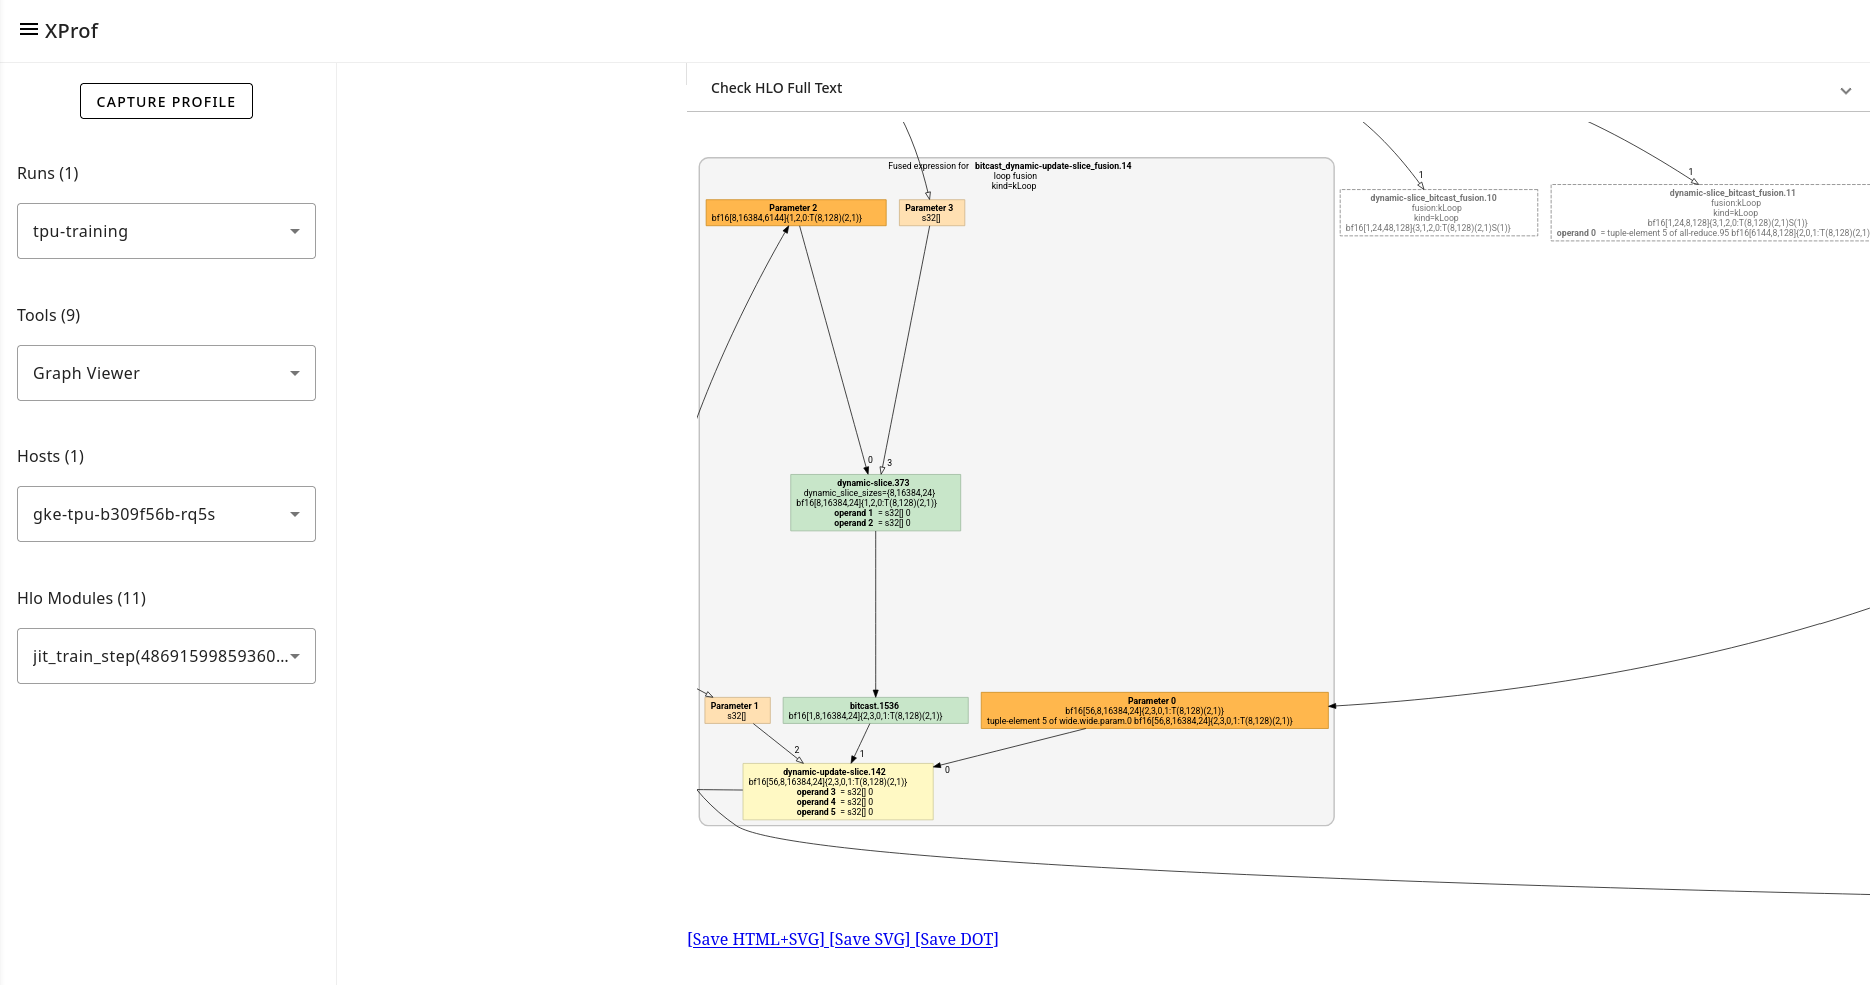 XProf
CAPTURE PROFILE
Runs (1)
tpu-training
Tools (9)
Graph Viewer
Hosts (1)
gke-tpu-b309f56b-rq5s
Hlo Modules (11)
jit_train_step(48691599859360...
Check HLO Full Text
Fused expression for bitcast_dynamic-update-slice_fusion.14
loop fusion
kind=kLoop
Parameter 2
bf16[8,16384,6144]{1,2,0:T(8,128)(2,1)}
Parameter 3
s32[]
1
dynamic-slice_bitcast_fusion.10
fusion:kLoop
kind=kLoop
bf16[1,24,48,128]{3,1,2,0:T(8,128)(2,1)S(1)}
1
dynamic-slice_bitcast_fusion.11
fusion:kLoop
kind=kLoop
bf16[1,24,8,128]{3,1,2,0:T(8,128)(2,1)S(1)}
operand 0 = tuple-element 5 of all-reduce.95 bf16[6144,8,128]{2,0,1:T(8,128)(2,1)
0
3
dynamic-slice.373
dynamic_slice_sizes={8,16384,24}
bf16[8,16384,24]{1,2,0:T(8,128)(2,1)}
operand 1 = s32[] 0
operand 2 = s32[] 0
Parameter 1
s32[]
bitcast.1536
bf16[1,8,16384,24]{2,3,0,1:T(8,128)(2,1)}
Parameter 0
bf16[56,8,16384,24]{2,3,0,1:T(8,128)(2,1)}
tuple-element 5 of wide.wide.param.0 bf16[56,8,16384,24]{2,3,0,1:T(8,128)(2,1)}
2
1
0
dynamic-update-slice.142
bf16[56,8,16384,24]{2,3,0,1:T(8,128)(2,1)}
operand 3 = s32[] 0
operand 4 = s32[] 0
operand 5 = s32[] 0
[Save HTML+SVG] [Save SVG] [Save DOT]